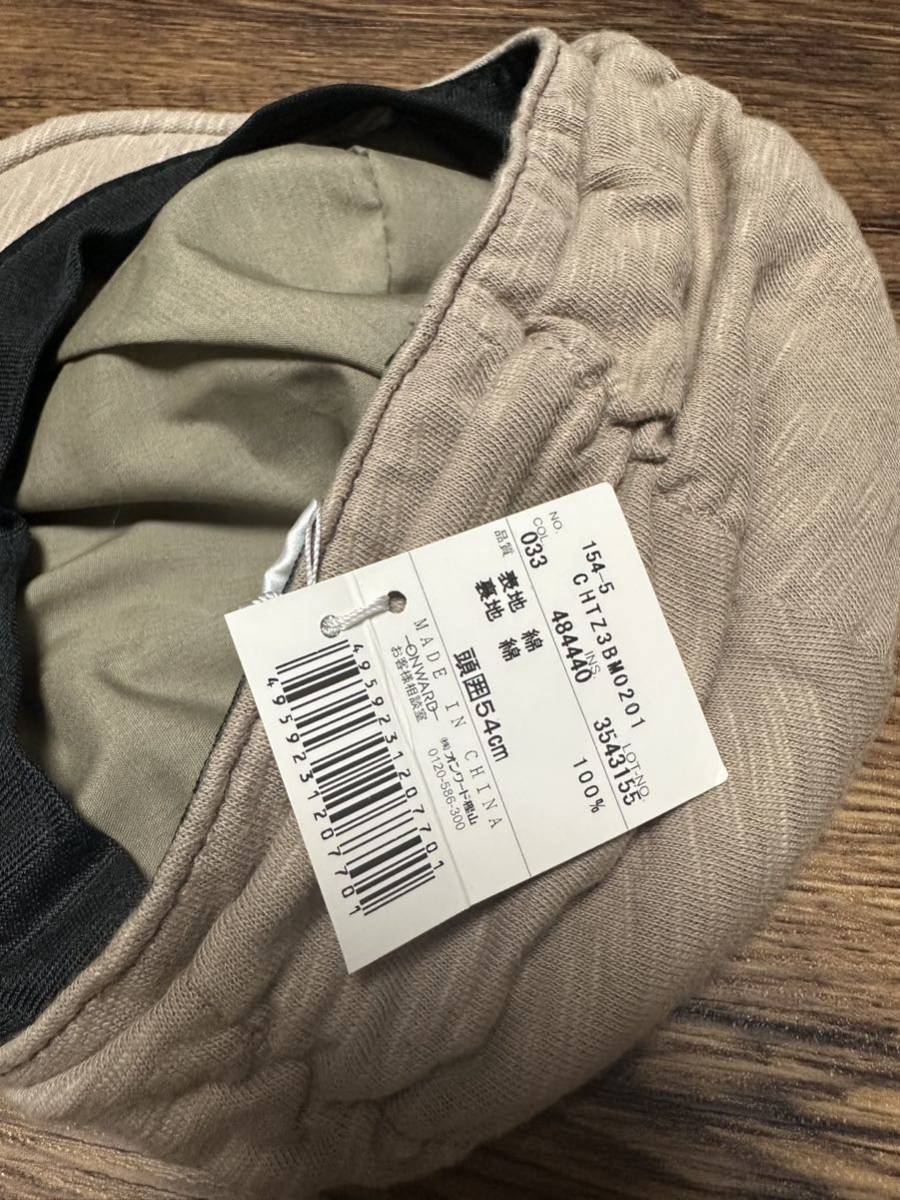 154-5
NO. CHTZ3BM0201
COL. INS. LOT-NO.
033 484440 3543155
品質 表地 綿 100%
裏地 綿
頭囲54cm
MADE IN CHINA
ONWARD (株)オンワード樫山
お客様相談室 0120-586-300
4959231207701
4959231207701